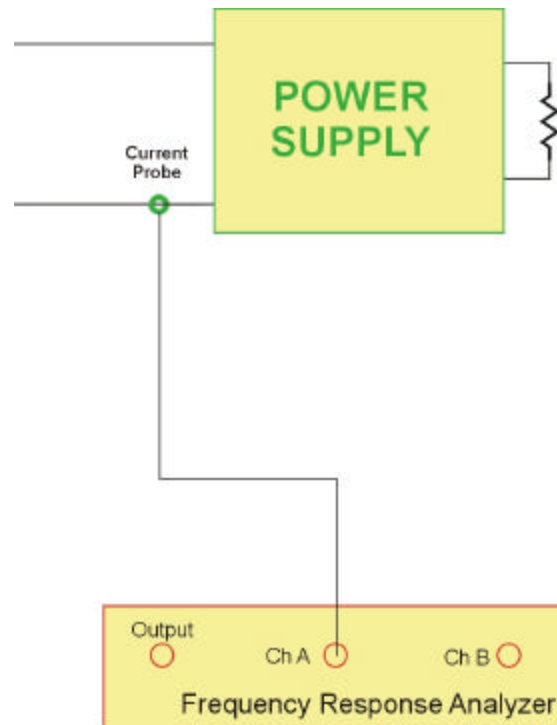 POWER
SUPPLY
Current
Probe
Output
Ch A
Ch B
Frequency Response Analyzer